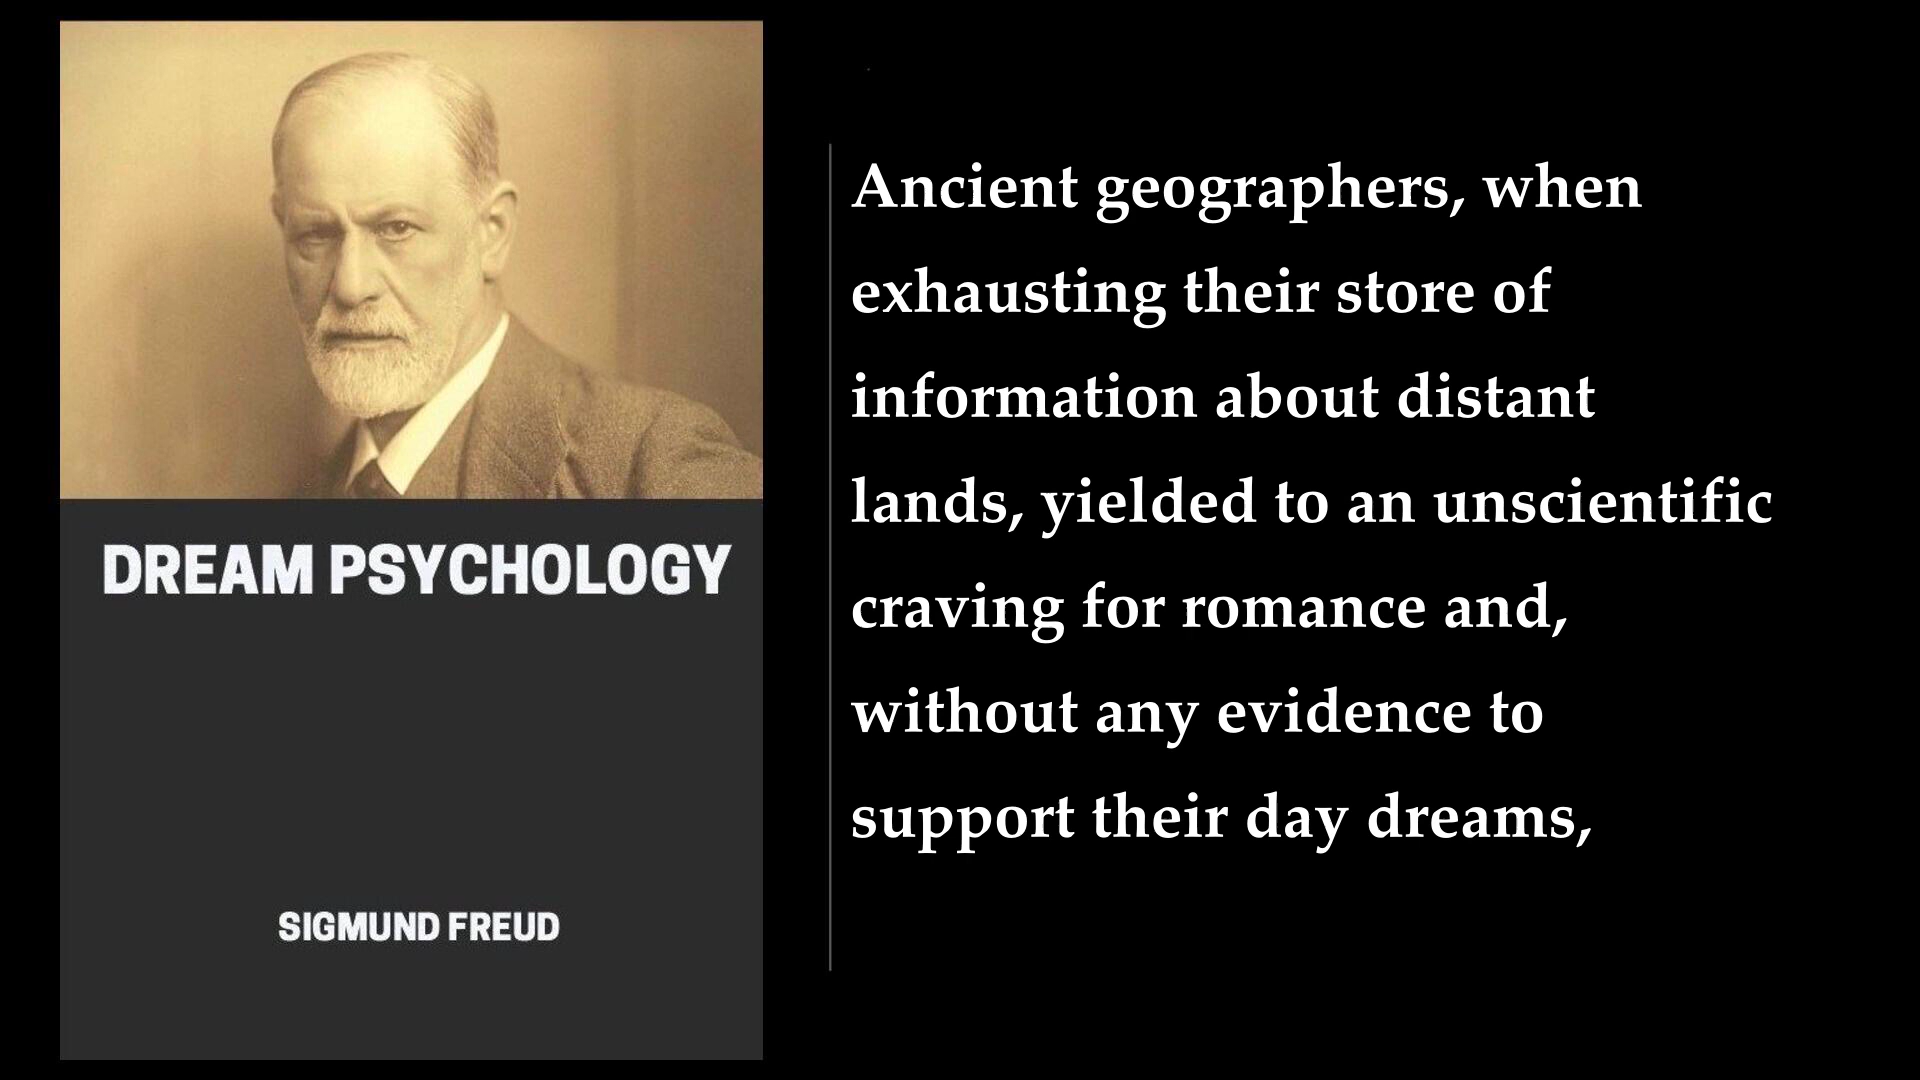 DREAM PSYCHOLOGY
SIGMUND FREUD
Ancient geographers, when
exhausting their store of
information about distant
lands, yielded to an unscientific
craving for romance and,
without any evidence to
support their day dreams,